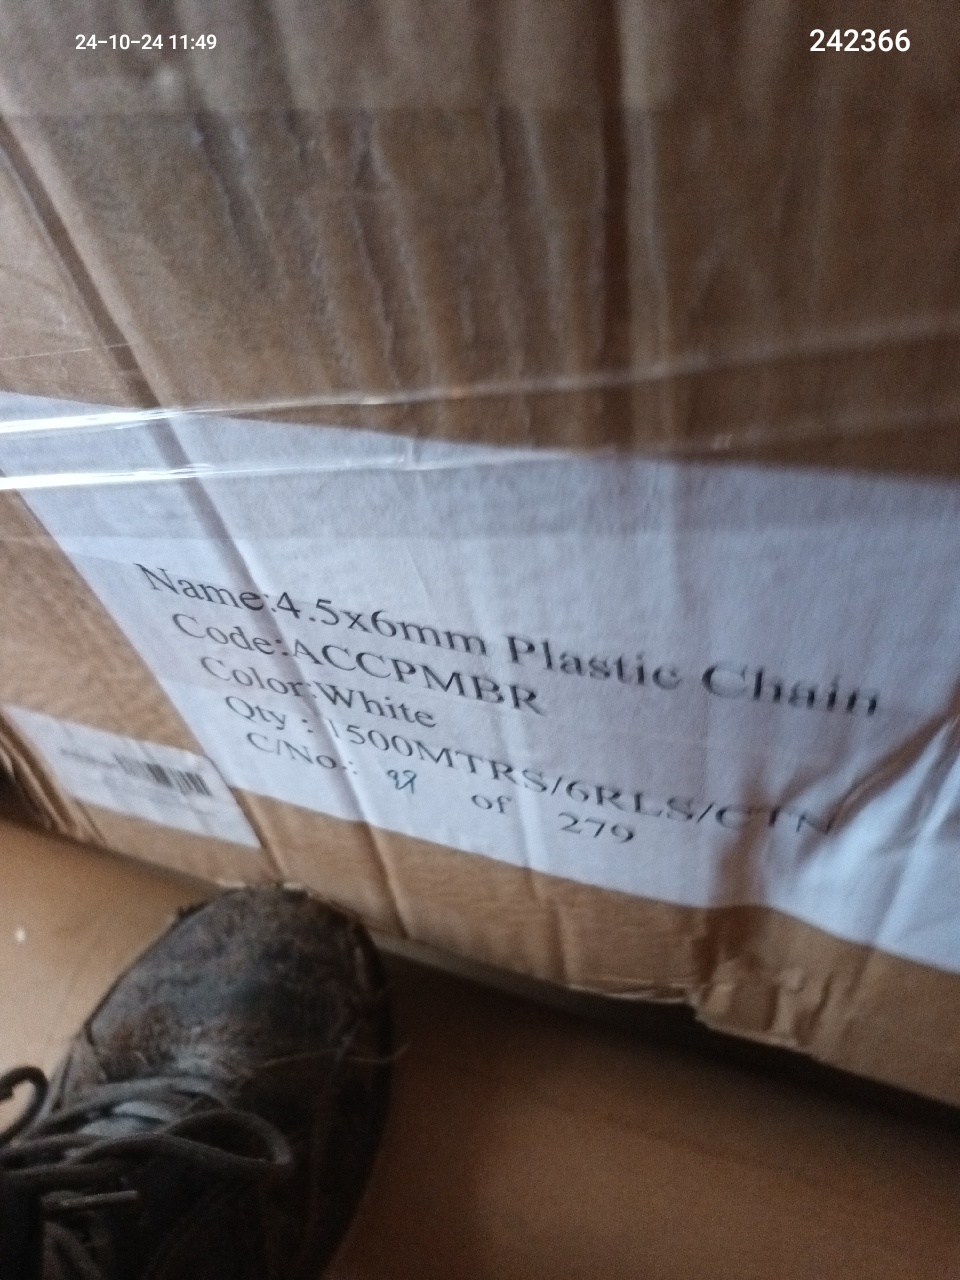 24-10-24 11:49
242366
Name:4.5x6mm Plastic Chain
Code:ACCPMBR
Color:White
Qty : 1500MTRS/6RLS/CTN
C/No.: of 279